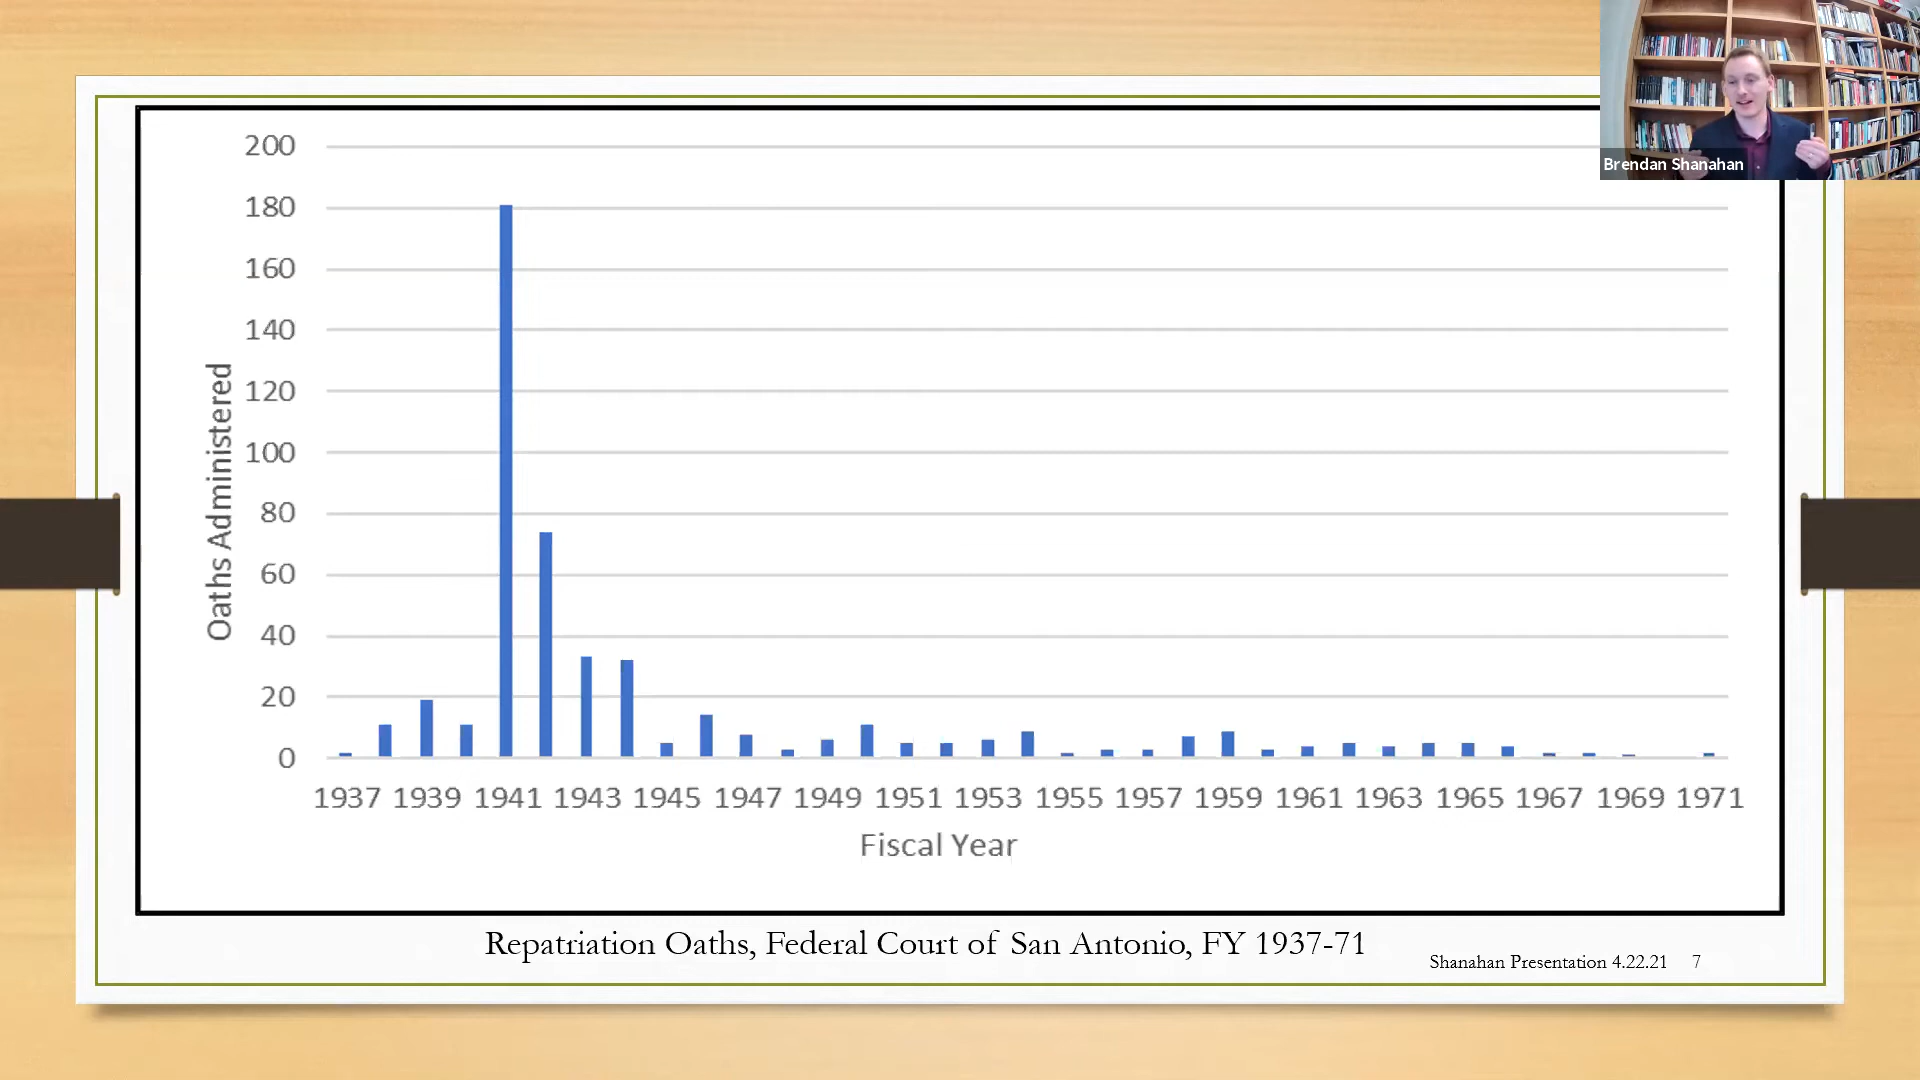 Brendan Shanahan
200
180
160
140
120
100
80
60
40
20
0
Oaths Administered
1937 1939 1941 1943 1945 1947 1949 1951 1953 1955 1957 1959 1961 1963 1965 1967 1969 1971
Fiscal Year
Repatriation Oaths, Federal Court of San Antonio, FY 1937-71
Shanahan Presentation 4.22.21 7